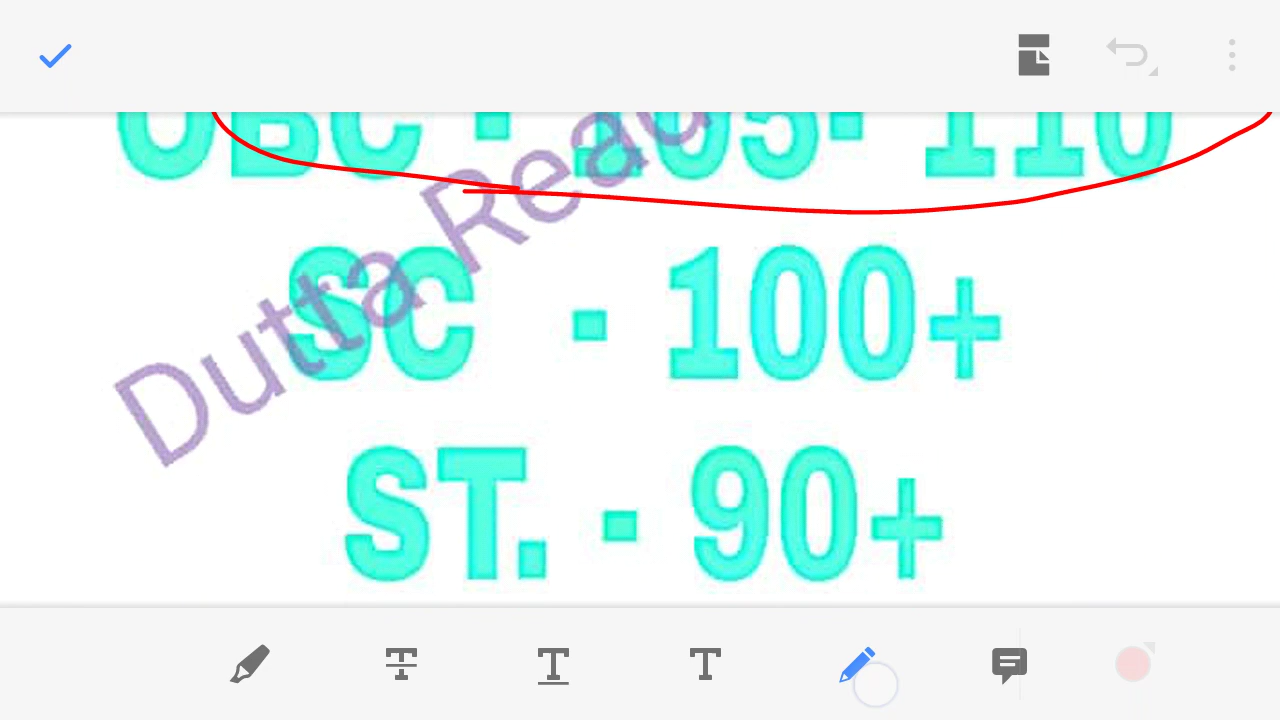 OBC - 105- 110
SC - 100+
ST. - 90+
Dutta Read